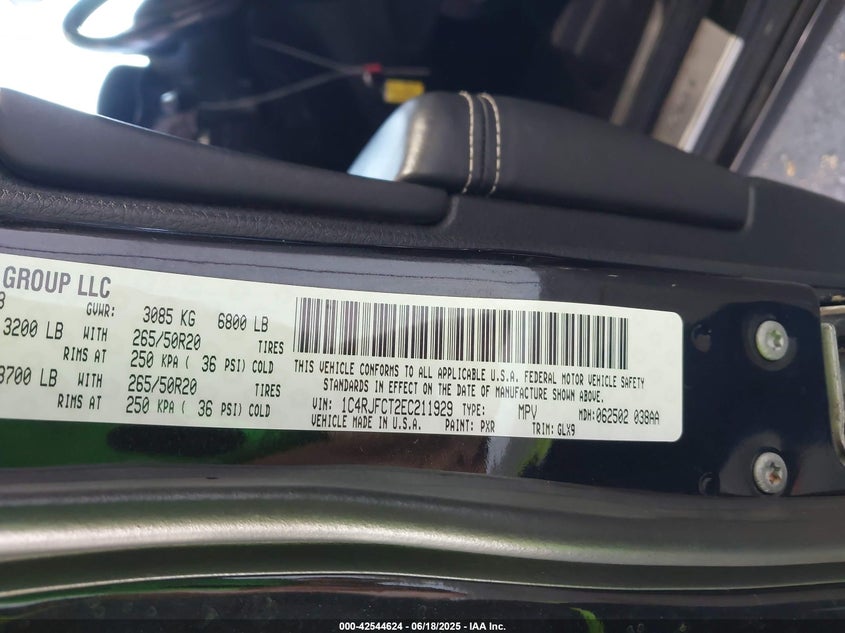 GROUP LLC
GVWR: 3085 KG 6800 LB
3200 LB WITH 265/50R20 TIRES
RIMS AT 250 KPA ( 36 PSI) COLD
3700 LB WITH 265/50R20 TIRES
RIMS AT 250 KPA ( 36 PSI) COLD
THIS VEHICLE CONFORMS TO ALL APPLICABLE U.S.A. FEDERAL MOTOR VEHICLE SAFETY
STANDARDS IN EFFECT ON THE DATE OF MANUFACTURE SHOWN ABOVE.
VIN: 1C4RJFCT2EC211929 TYPE: MPV MDH:062502 038AA
VEHICLE MADE IN U.S.A. PAINT: PXR TRIM: GLX9
000-42544624 - 06/18/2025 - IAA Inc.